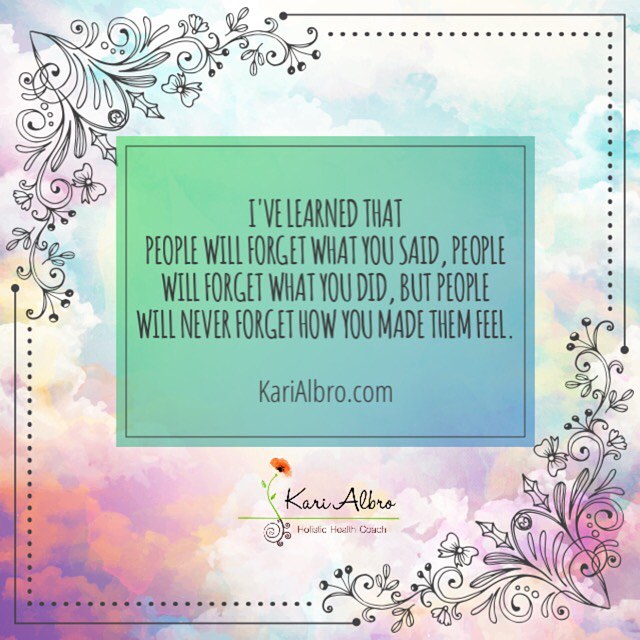 I'VE LEARNED THAT
PEOPLE WILL FORGET WHAT YOU SAID, PEOPLE
WILL FORGET WHAT YOU DID, BUT PEOPLE
WILL NEVER FORGET HOW YOU MADE THEM FEEL.
KariAlbro.com
Kari Albro
Holistic Health Coach